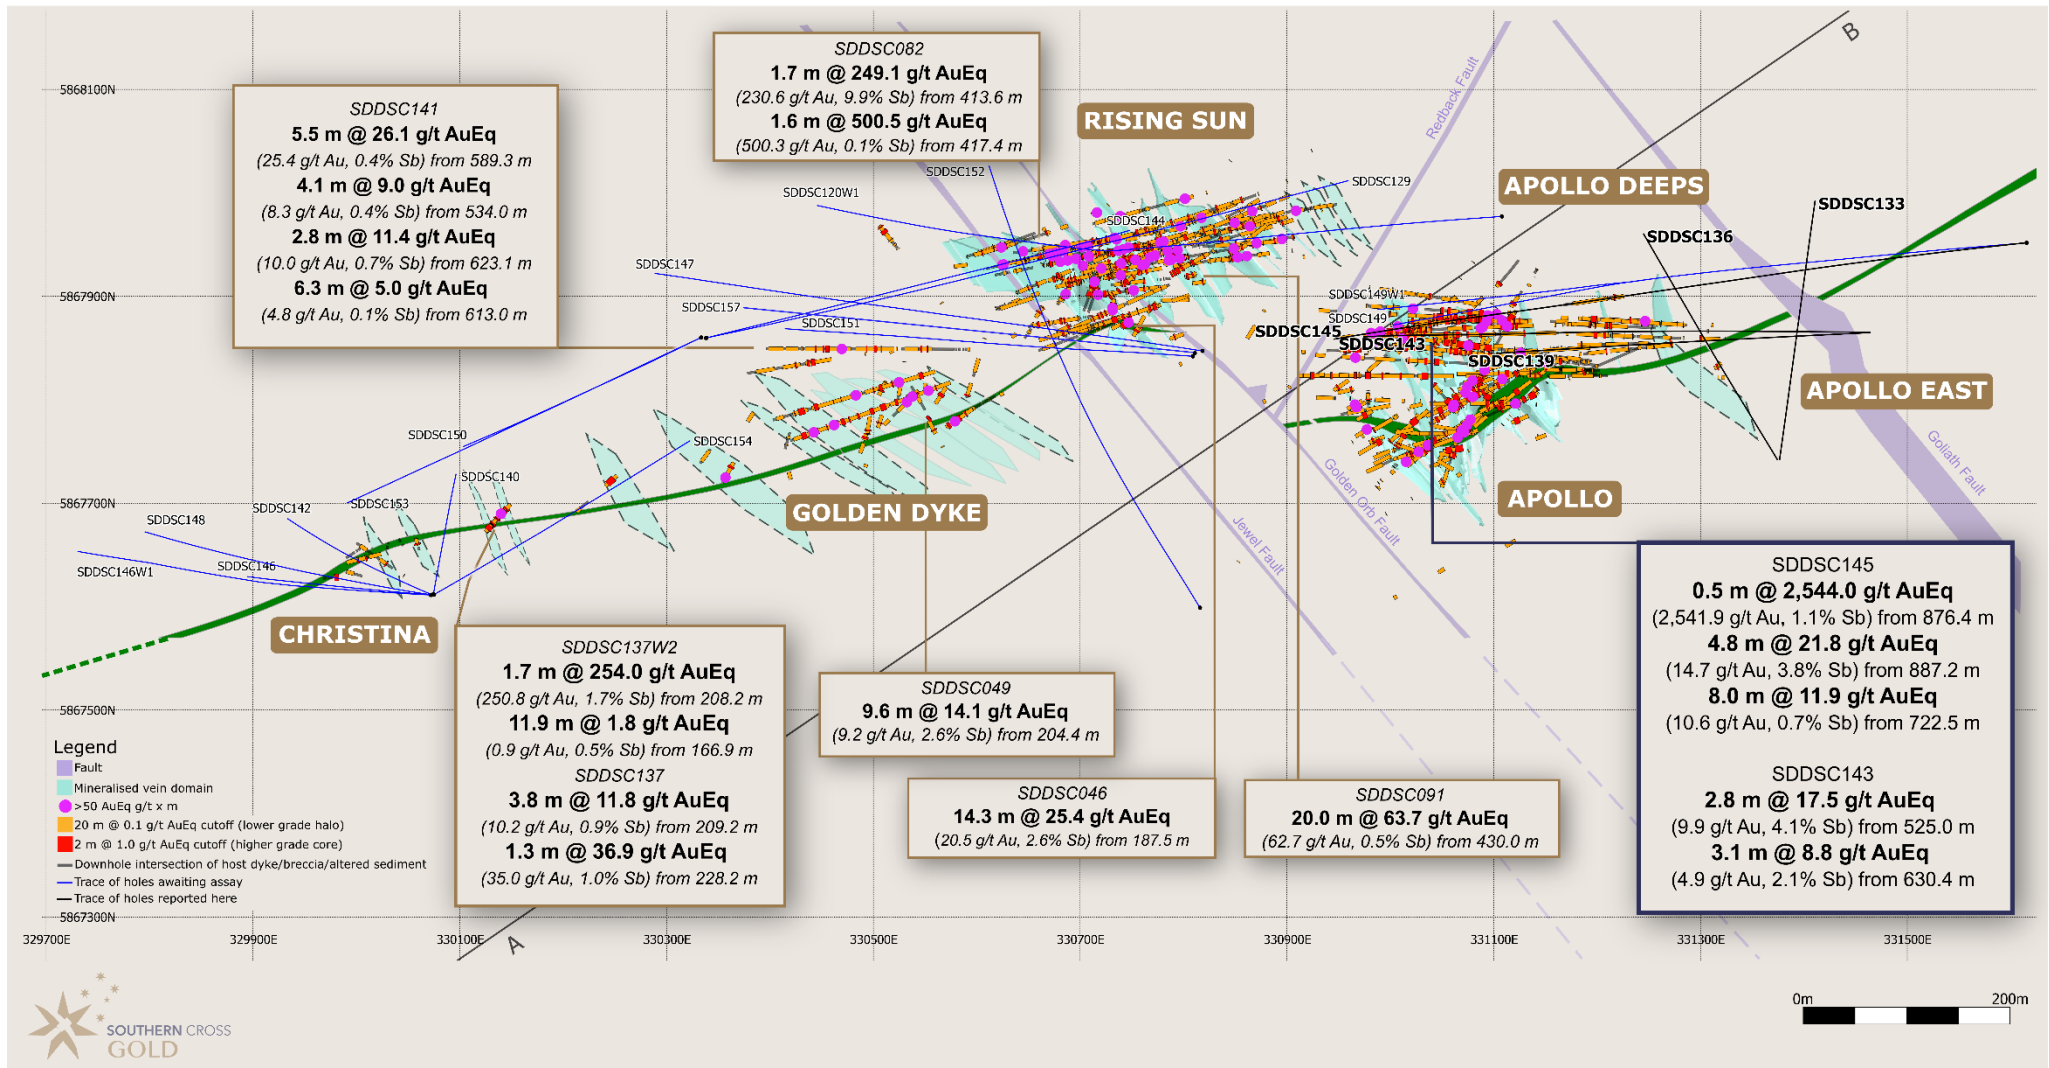 B
5868100N
5867900N
5867700N
5867500N
5867300N
SDDSC141
5.5 m @ 26.1 g/t AuEq
(25.4 g/t Au, 0.4% Sb) from 589.3 m
4.1 m @ 9.0 g/t AuEq
(8.3 g/t Au, 0.4% Sb) from 534.0 m
2.8 m @ 11.4 g/t AuEq
(10.0 g/t Au, 0.7% Sb) from 623.1 m
6.3 m @ 5.0 g/t AuEq
(4.8 g/t Au, 0.1% Sb) from 613.0 m
SDDSC082
1.7 m @ 249.1 g/t AuEq
(230.6 g/t Au, 9.9% Sb) from 413.6 m
1.6 m @ 500.5 g/t AuEq
(500.3 g/t Au, 0.1% Sb) from 417.4 m
RISING SUN
Redback Fault
APOLLO DEEPS
SDDSC152
SDDSC120W1
SDDSC129
SDDSC144
SDDSC133
SDDSC136
SDDSC147
SDDSC157
SDDSC151
SDDSC149W1
SDDSC149
SDDSC145
SDDSC143
SDDSC139
APOLLO EAST
Goliath Fault
SDDSC150
SDDSC154
SDDSC140
SDDSC153
SDDSC142
SDDSC148
SDDSC146
SDDSC146W1
GOLDEN DYKE
APOLLO
Golden Orb Fault
Jewel Fault
CHRISTINA
SDDSC137W2
1.7 m @ 254.0 g/t AuEq
(250.8 g/t Au, 1.7% Sb) from 208.2 m
11.9 m @ 1.8 g/t AuEq
(0.9 g/t Au, 0.5% Sb) from 166.9 m
SDDSC137
3.8 m @ 11.8 g/t AuEq
(10.2 g/t Au, 0.9% Sb) from 209.2 m
1.3 m @ 36.9 g/t AuEq
(35.0 g/t Au, 1.0% Sb) from 228.2 m
SDDSC049
9.6 m @ 14.1 g/t AuEq
(9.2 g/t Au, 2.6% Sb) from 204.4 m
SDDSC046
14.3 m @ 25.4 g/t AuEq
(20.5 g/t Au, 2.6% Sb) from 187.5 m
SDDSC091
20.0 m @ 63.7 g/t AuEq
(62.7 g/t Au, 0.5% Sb) from 430.0 m
SDDSC145
0.5 m @ 2,544.0 g/t AuEq
(2,541.9 g/t Au, 1.1% Sb) from 876.4 m
4.8 m @ 21.8 g/t AuEq
(14.7 g/t Au, 3.8% Sb) from 887.2 m
8.0 m @ 11.9 g/t AuEq
(10.6 g/t Au, 0.7% Sb) from 722.5 m
SDDSC143
2.8 m @ 17.5 g/t AuEq
(9.9 g/t Au, 4.1% Sb) from 525.0 m
3.1 m @ 8.8 g/t AuEq
(4.9 g/t Au, 2.1% Sb) from 630.4 m
Legend
Fault
Mineralised vein domain
>50 AuEq g/t x m
20 m @ 0.1 g/t AuEq cutoff (lower grade halo)
2 m @ 1.0 g/t AuEq cutoff (higher grade core)
Downhole intersection of host dyke/breccia/altered sediment
Trace of holes awaiting assay
Trace of holes reported here
A
329700E
329900E
330100E
330300E
330500E
330700E
330900E
331100E
331300E
331500E
0m
200m
SOUTHERN CROSS
GOLD